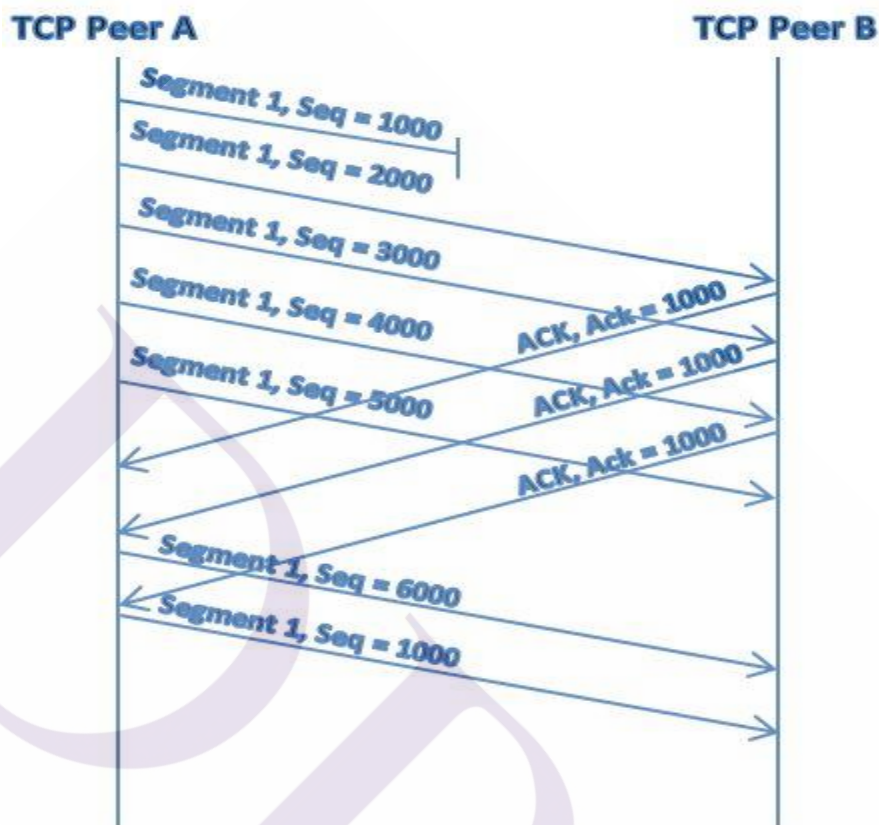 TCP Peer A
TCP Peer B
Segment 1, Seq = 1000
Segment 1, Seq = 2000
Segment 1, Seq = 3000
ACK, Ack = 1000
Segment 1, Seq = 4000
ACK, Ack = 1000
Segment 1, Seq = 5000
ACK, Ack = 1000
Segment 1, Seq = 6000
Segment 1, Seq = 1000